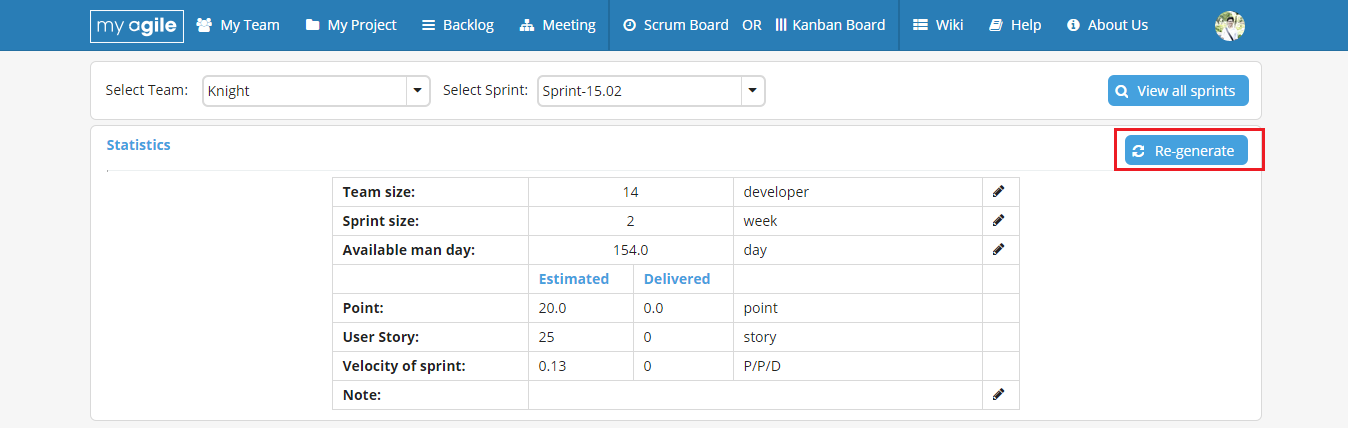 my agile My Team My Project Backlog Meeting Scrum Board OR Kanban Board Wiki Help About Us
Select Team: Knight Select Sprint: Sprint-15.02 View all sprints
Statistics Re-generate
Team size: 14 developer
Sprint size: 2 week
Available man day: 154.0 day
Estimated Delivered
Point: 20.0 0.0 point
User Story: 25 0 story
Velocity of sprint: 0.13 0 P/P/D
Note: